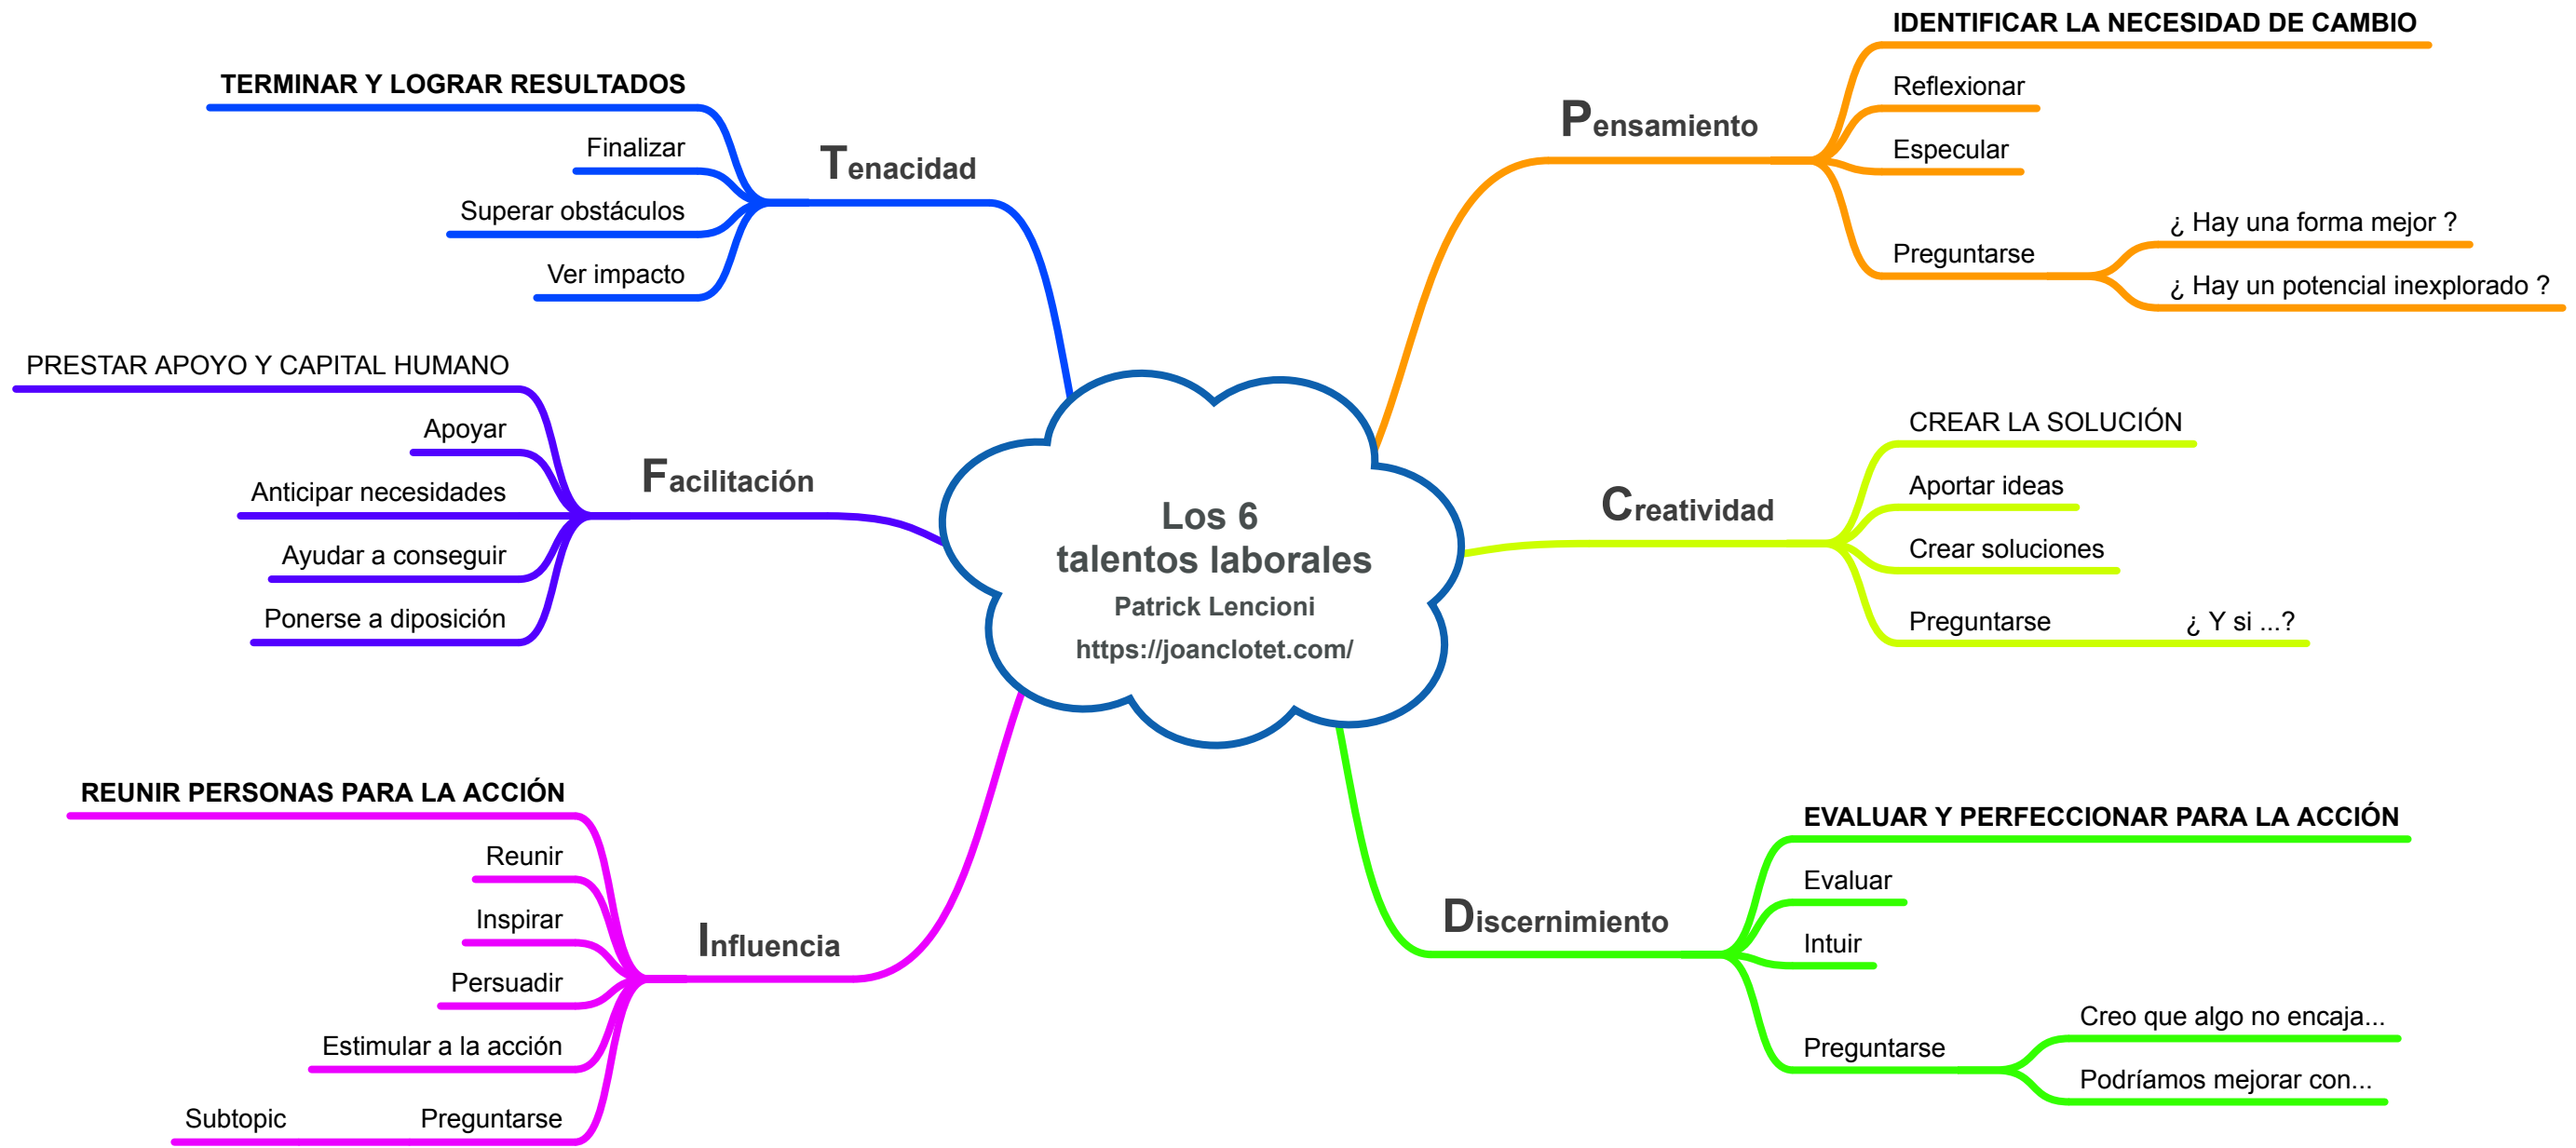 Los 6
talentos laborales
Patrick Lencioni
https://joanclotet.com/
Pensamiento
IDENTIFICAR LA NECESIDAD DE CAMBIO
Reflexionar
Especular
Preguntarse
¿ Hay una forma mejor ?
¿ Hay un potencial inexplorado ?
Creatividad
CREAR LA SOLUCIÓN
Aportar ideas
Crear soluciones
Preguntarse
¿ Y si ...?
Discernimiento
EVALUAR Y PERFECCIONAR PARA LA ACCIÓN
Evaluar
Intuir
Preguntarse
Creo que algo no encaja...
Podríamos mejorar con...
Influencia
REUNIR PERSONAS PARA LA ACCIÓN
Reunir
Inspirar
Persuadir
Estimular a la acción
Preguntarse
Subtopic
Facilitación
PRESTAR APOYO Y CAPITAL HUMANO
Apoyar
Anticipar necesidades
Ayudar a conseguir
Ponerse a diposición
Tenacidad
TERMINAR Y LOGRAR RESULTADOS
Finalizar
Superar obstáculos
Ver impacto